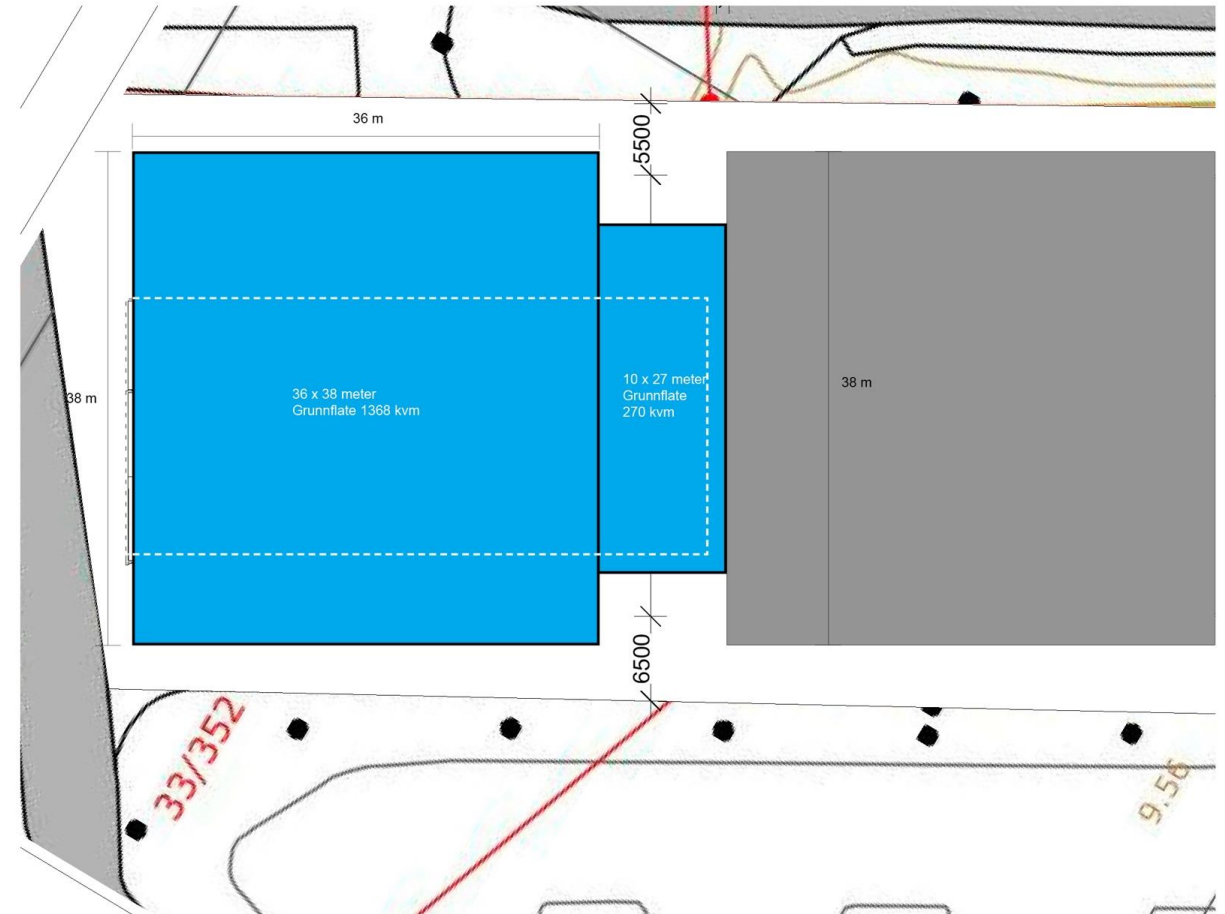 36 m
5500
38 m
36 x 38 meter
Grunnflate 1368 kvm
10 x 27 meter
Grunnflate
270 kvm
38 m
6500
33/352
9.56